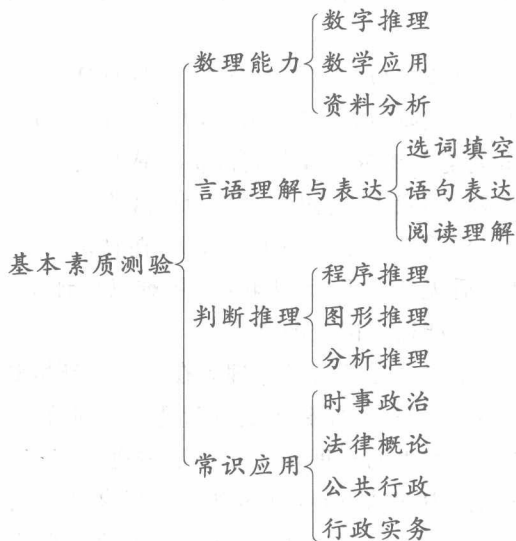 基本素质测验
数理能力
数字推理
数学应用
资料分析
言语理解与表达
选词填空
语句表达
阅读理解
判断推理
程序推理
图形推理
分析推理
常识应用
时事政治
法律概论
公共行政
行政实务